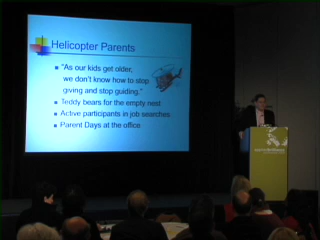 Helicopter Parents
"As our kids get older,
we don't know how to stop
giving and stop guiding."
Teddy bears for the empty nest
Active participants in job searches
Parent Days at the office